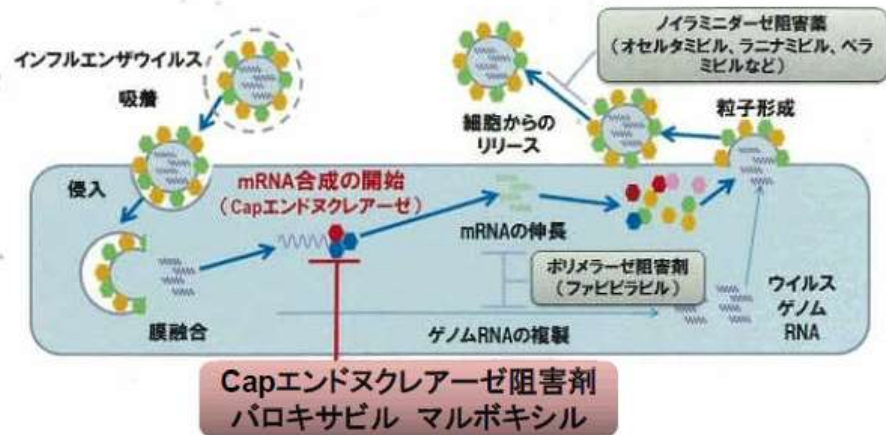 インフルエンザウイルス
吸着
ノイラミニダーゼ阻害薬
（オセルタミビル、ラニナミビル、ペラ
ミビルなど）
細胞からの
リリース
粒子形成
侵入
mRNA合成の開始
（Capエンドヌクレアーゼ）
mRNAの伸長
ポリメラーゼ阻害剤
（ファビピラビル）
ウイルス
ゲノム
RNA
膜融合
ゲノムRNAの複製
Capエンドヌクレアーゼ阻害剤
バロキサビル マルボキシル